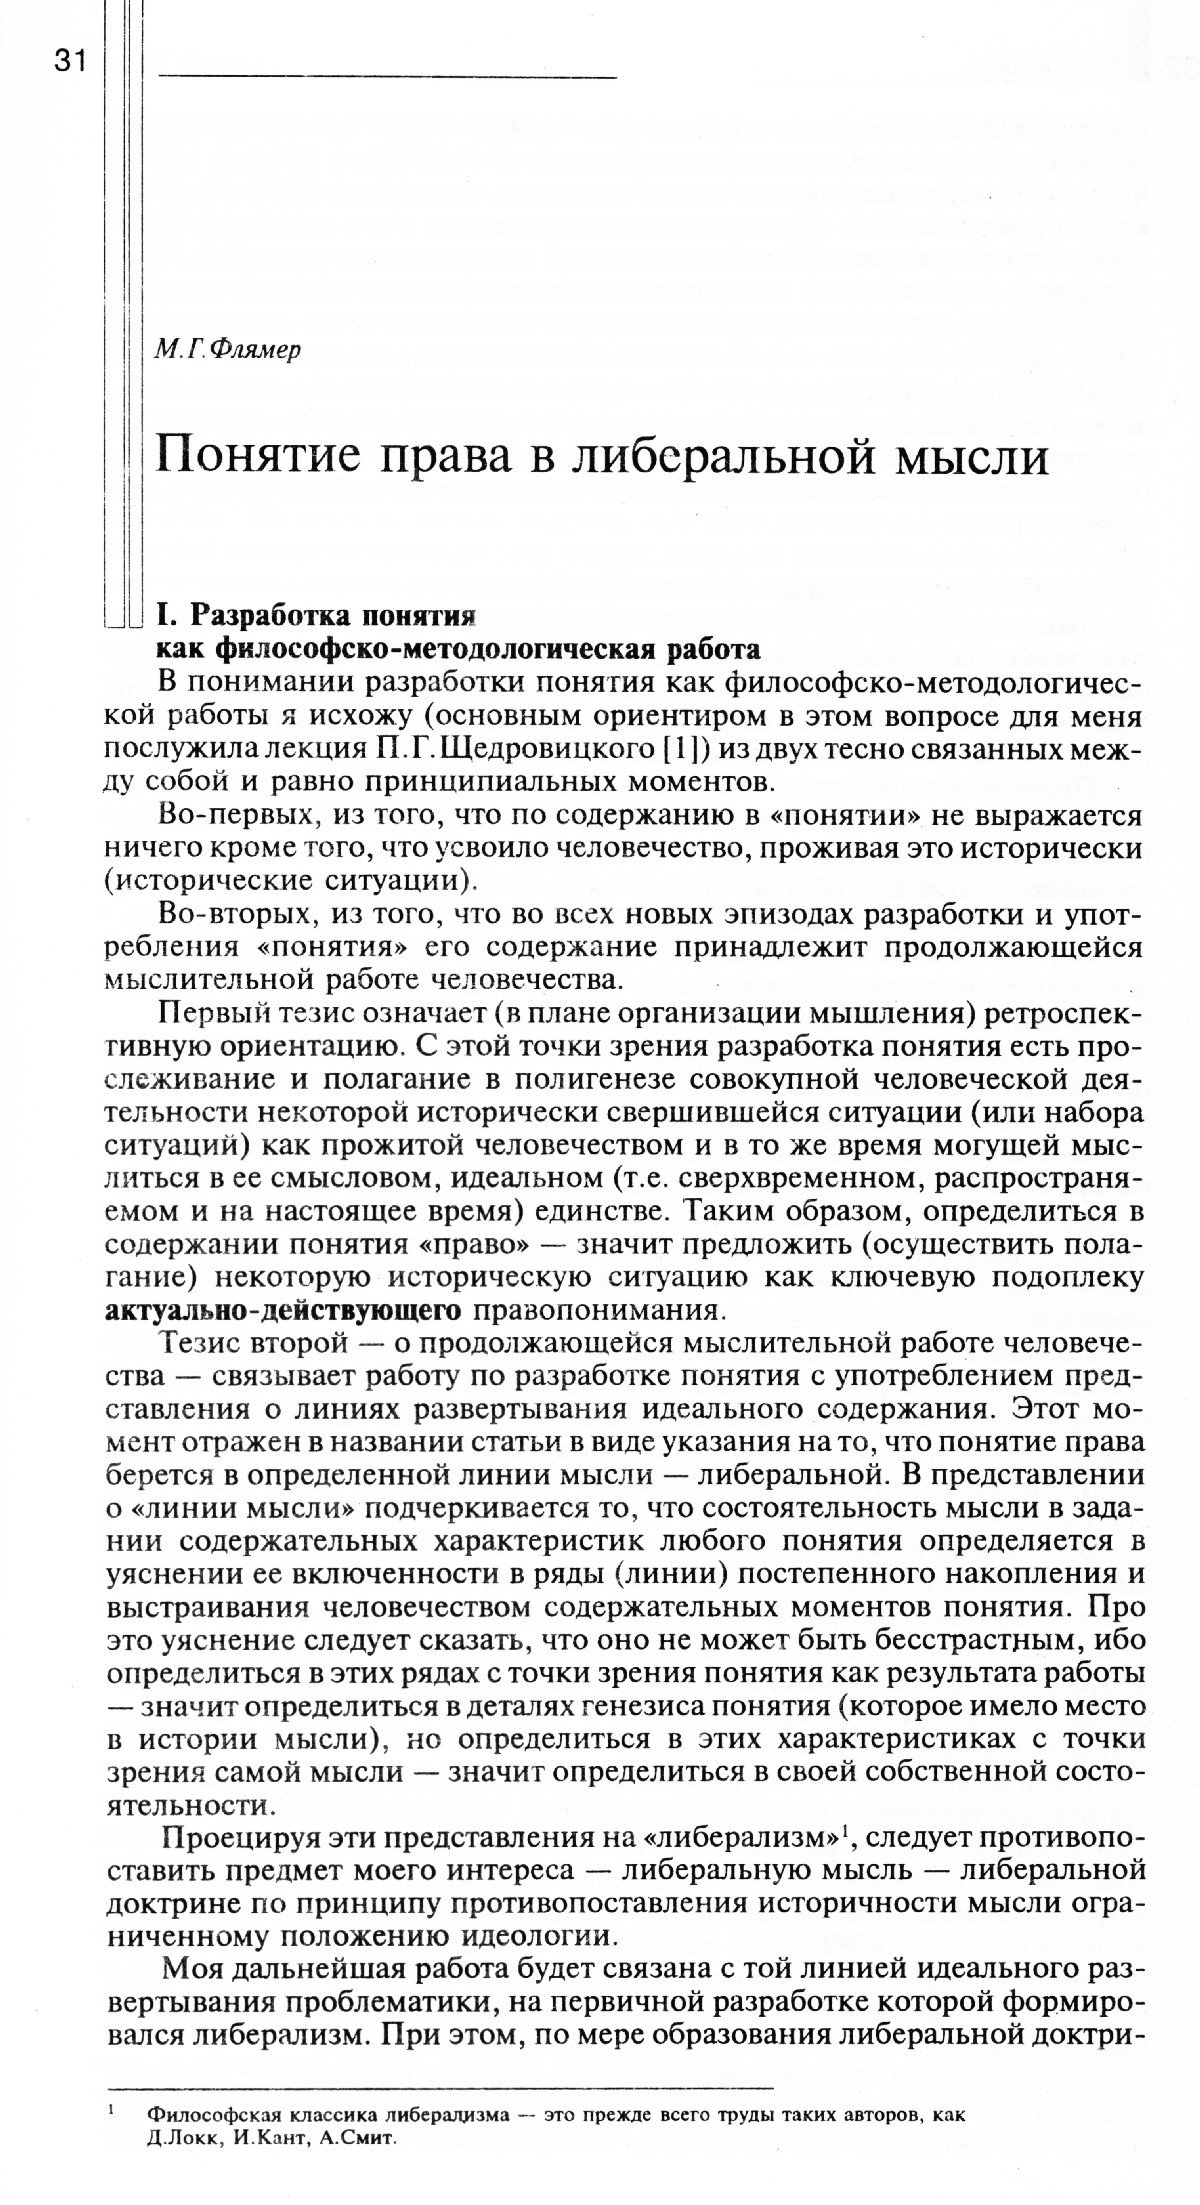 31
М.Г.Флямер
Понятие права в либеральной мысли
I. Разработка понятия
как философско-методологическая работа
В понимании разработки понятия как философско-методологичес-
кой работы я исхожу (основным ориентиром в этом вопросе для меня
послужила лекция П.Г.Щедровицкого [1]) из двух тесно связанных меж-
ду собой и равно принципиальных моментов.
Во-первых, из того, что по содержанию в «понятии» не выражается
ничего кроме того, что усвоило человечество, проживая это исторически
(исторические ситуации).
Во-вторых, из того, что во всех новых эпизодах разработки и упот-
ребления «понятия» его содержание принадлежит продолжающейся
мыслительной работе человечества.
Первый тезис означает (в плане организации мышления) ретроспек-
тивную ориентацию. С этой точки зрения разработка понятия есть про-
слеживание и полагание в полигенезе совокупной человеческой дея-
тельности некоторой исторически свершившейся ситуации (или набора
ситуаций) как прожитой человечеством и в то же время могущей мыс-
литься в ее смысловом, идеальном (т.е. сверхвременном, распространя-
емом и на настоящее время) единстве. Таким образом, определиться в
содержании понятия «право» — значит предложить (осуществить пола-
гание) некоторую историческую ситуацию как ключевую подоплеку
актуально-действующего правопонимания.
Тезис второй — о продолжающейся мыслительной работе человече-
ства — связывает работу по разработке понятия с употреблением пред-
ставления о линиях развертывания идеального содержания. Этот мо-
мент отражен в названии статьи в виде указания на то, что понятие права
берется в определенной линии мысли — либеральной. В представлении
о «линии мысли» подчеркивается то, что состоятельность мысли в зада-
нии содержательных характеристик любого понятия определяется в
уяснении ее включенности в ряды (линии) постепенного накопления и
выстраивания человечеством содержательных моментов понятия. Про
это уяснение следует сказать, что оно не может быть бесстрастным, ибо
определиться в этих рядах с точки зрения понятия как результата работы
— значит определиться в деталях генезиса понятия (которое имело место
в истории мысли), но определиться в этих характеристиках с точки
зрения самой мысли — значит определиться в своей собственной состо-
ятельности.
Проецируя эти представления на «либерализм»¹, следует противопо-
ставить предмет моего интереса — либеральную мысль — либеральной
доктрине по принципу противопоставления историчности мысли огра-
ниченному положению идеологии.
Моя дальнейшая работа будет связана с той линией идеального раз-
вертывания проблематики, на первичной разработке которой формиро-
вался либерализм. При этом, по мере образования либеральной доктри-
¹ Философская классика либерализма — это прежде всего труды таких авторов, как
Д.Локк, И.Кант, А.Смит.